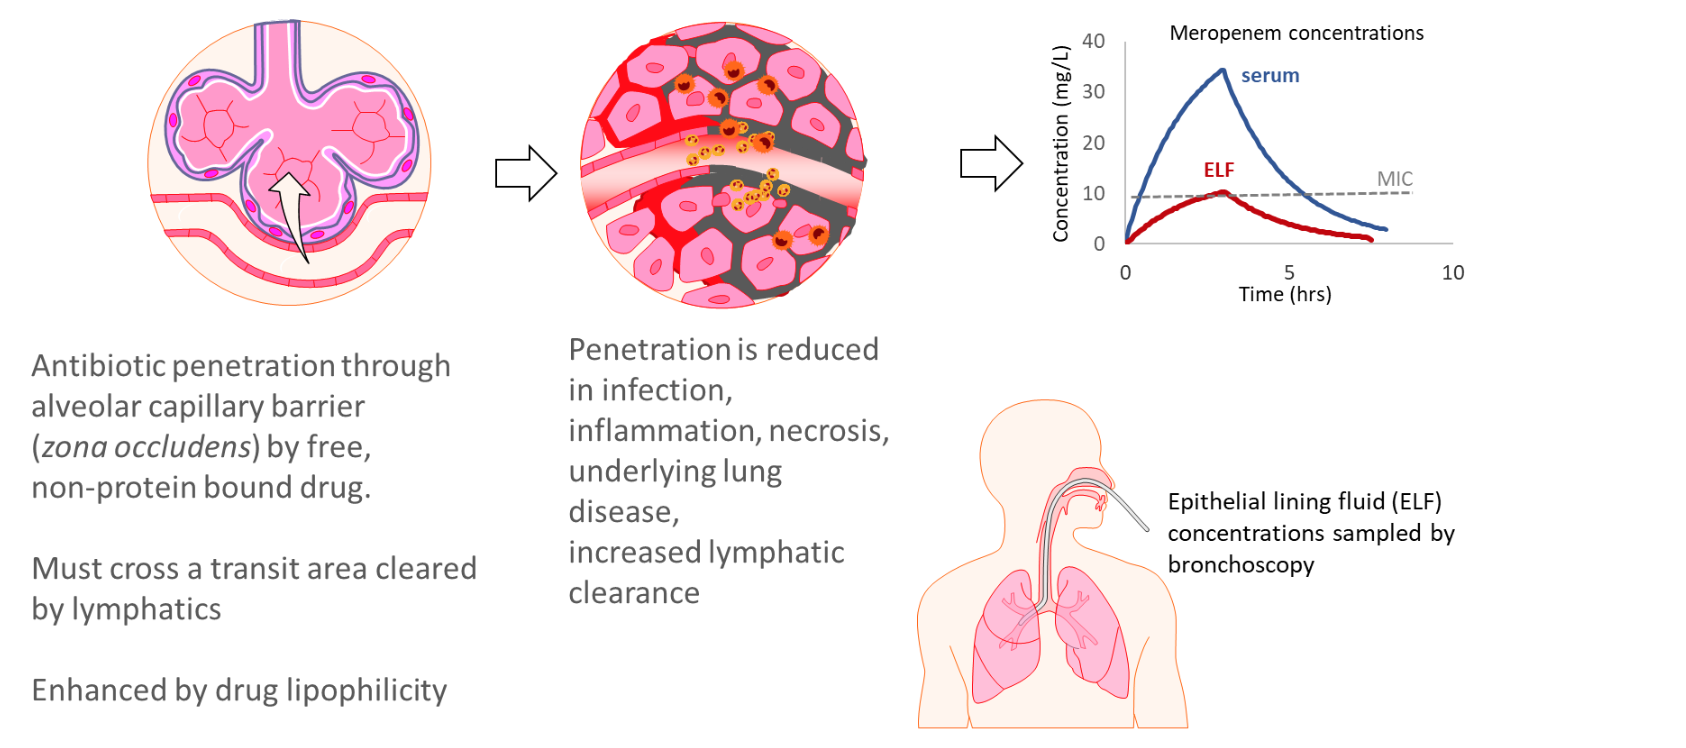 Antibiotic penetration through
alveolar capillary barrier
(zona occludens) by free,
non-protein bound drug.
Must cross a transit area cleared
by lymphatics
Enhanced by drug lipophilicity
Penetration is reduced
in infection,
inflammation, necrosis,
underlying lung
disease,
increased lymphatic
clearance
Meropenem concentrations
Concentration (mg/L)
40
30
20
10
0
serum
ELF
MIC
0
5
10
Time (hrs)
Epithelial lining fluid (ELF)
concentrations sampled by
bronchoscopy